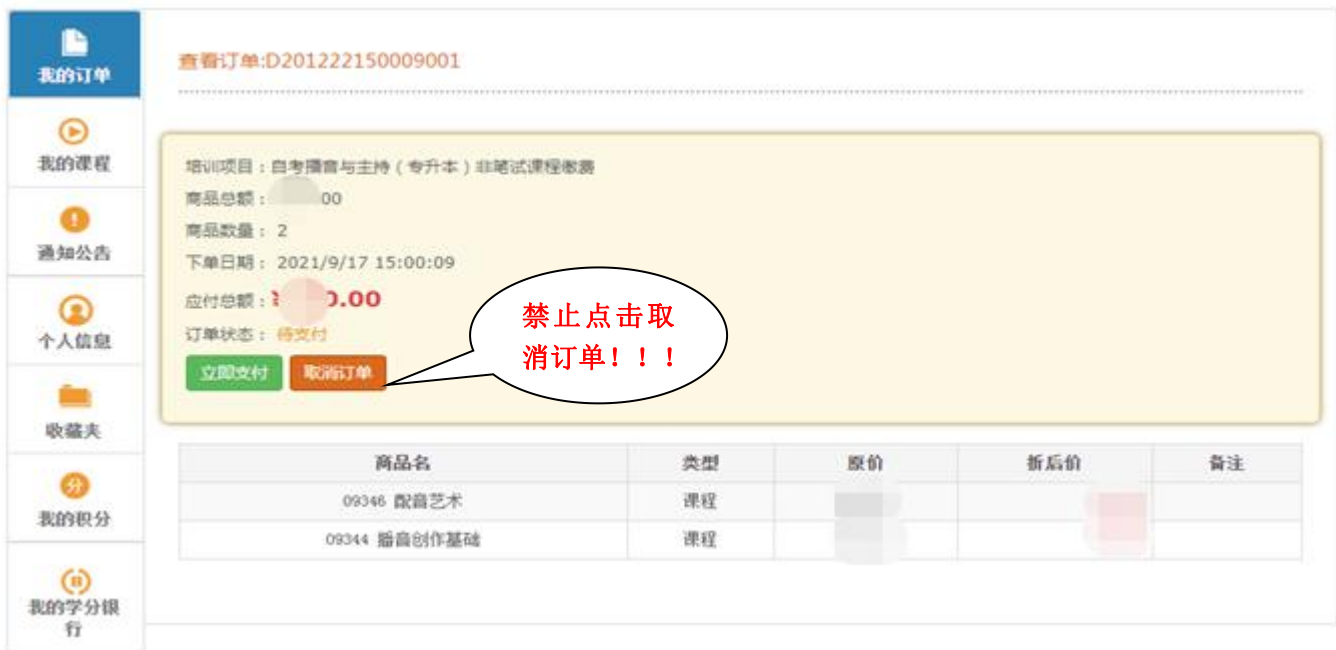 我的订单
我的课程
通知公告
个人信息
收藏夹
我的积分
我的学分银
行
查看订单:D201222150009001
培训项目：自考播音与主持（专升本）非笔试课程缴费
商品总额： 00
商品数量： 2
下单日期： 2021/9/17 15:00:09
应付总额：¥ 0.00
订单状态： 待支付
立即支付 取消订单
禁止点击取
消订单！！！
商品名 类型 原价 折后价 备注
09346 配音艺术 课程
09344 播音创作基础 课程